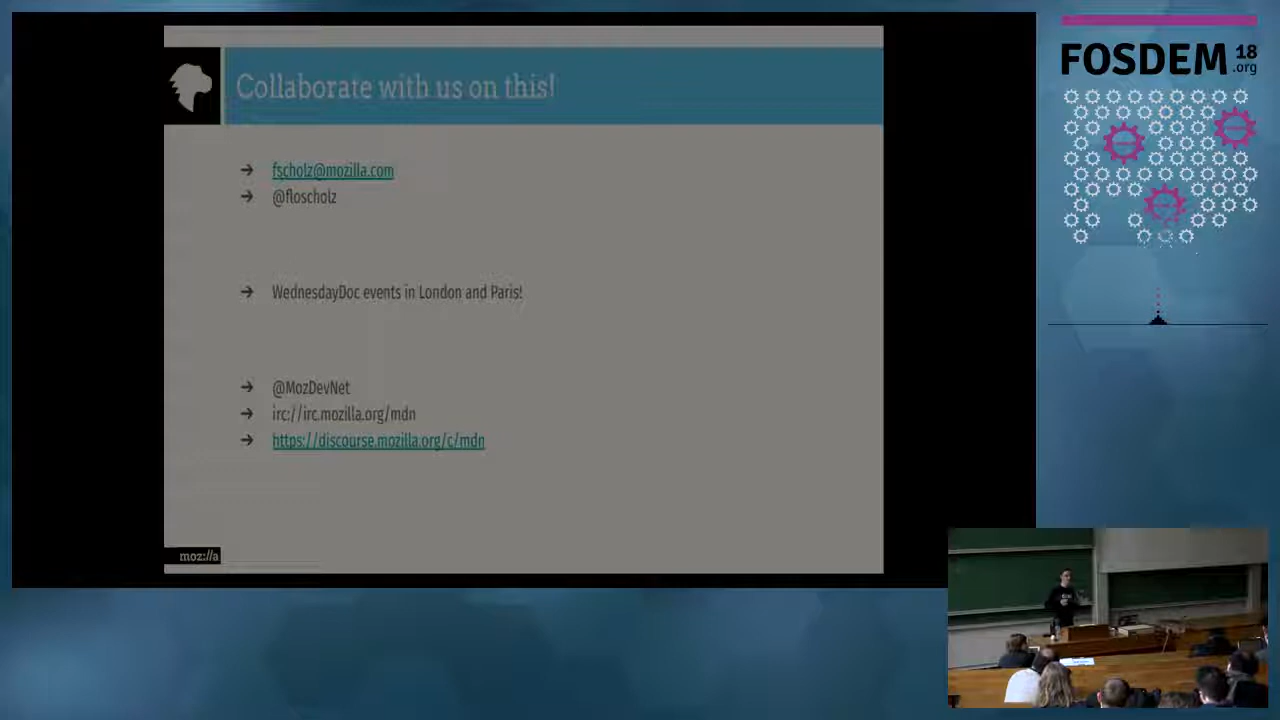 Collaborate with us on this!
→ fscholz@mozilla.com
→ @floscholz
→ WednesdayDoc events in London and Paris!
→ @MozDevNet
→ irc://irc.mozilla.org/mdn
→ https://discourse.mozilla.org/c/mdn
moz://a
FOSDEM 18
.org